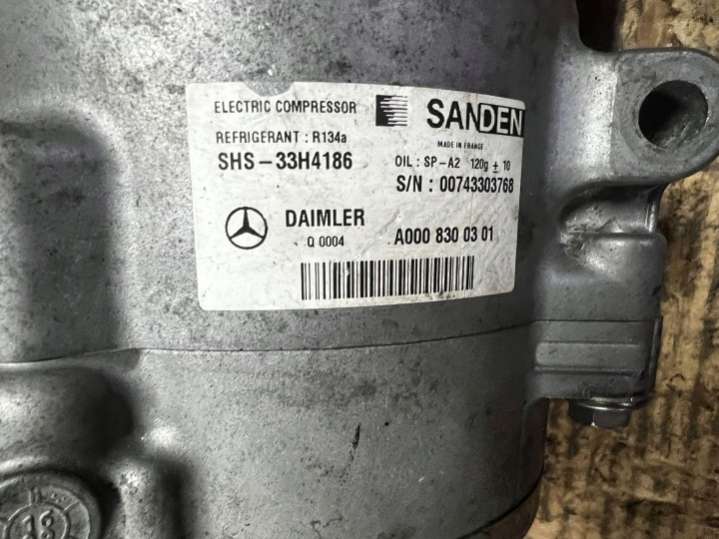 ELECTRIC COMPRESSOR
REFRIGERANT : R134a
SHS-33H4186
SANDEN
MADE IN FRANCE
OIL : SP-A2 120g ± 10
S/N : 00743303768
DAIMLER
Q 0004
A000 830 03 01
18